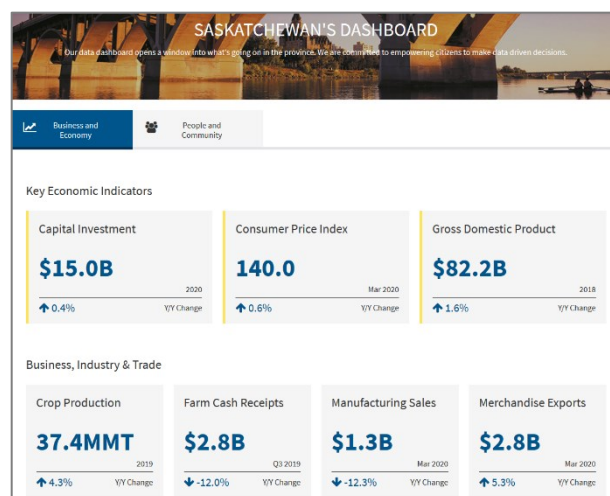 SASKATCHEWAN'S DASHBOARD
Our data dashboard opens a window into what's going on in the province. We are committed to empowering citizens to make data driven decisions.
Business and
Economy
People and
Community
Key Economic Indicators
Capital Investment
$15.0B
2020
0.4% Y/Y Change
Consumer Price Index
140.0
Mar 2020
0.6% Y/Y Change
Gross Domestic Product
$82.2B
2018
1.6% Y/Y Change
Business, Industry & Trade
Crop Production
37.4MMT
2019
4.3% Y/Y Change
Farm Cash Receipts
$2.8B
Q3 2019
-12.0% Y/Y Change
Manufacturing Sales
$1.3B
Mar 2020
-12.3% Y/Y Change
Merchandise Exports
$2.8B
Mar 2020
5.3% Y/Y Change